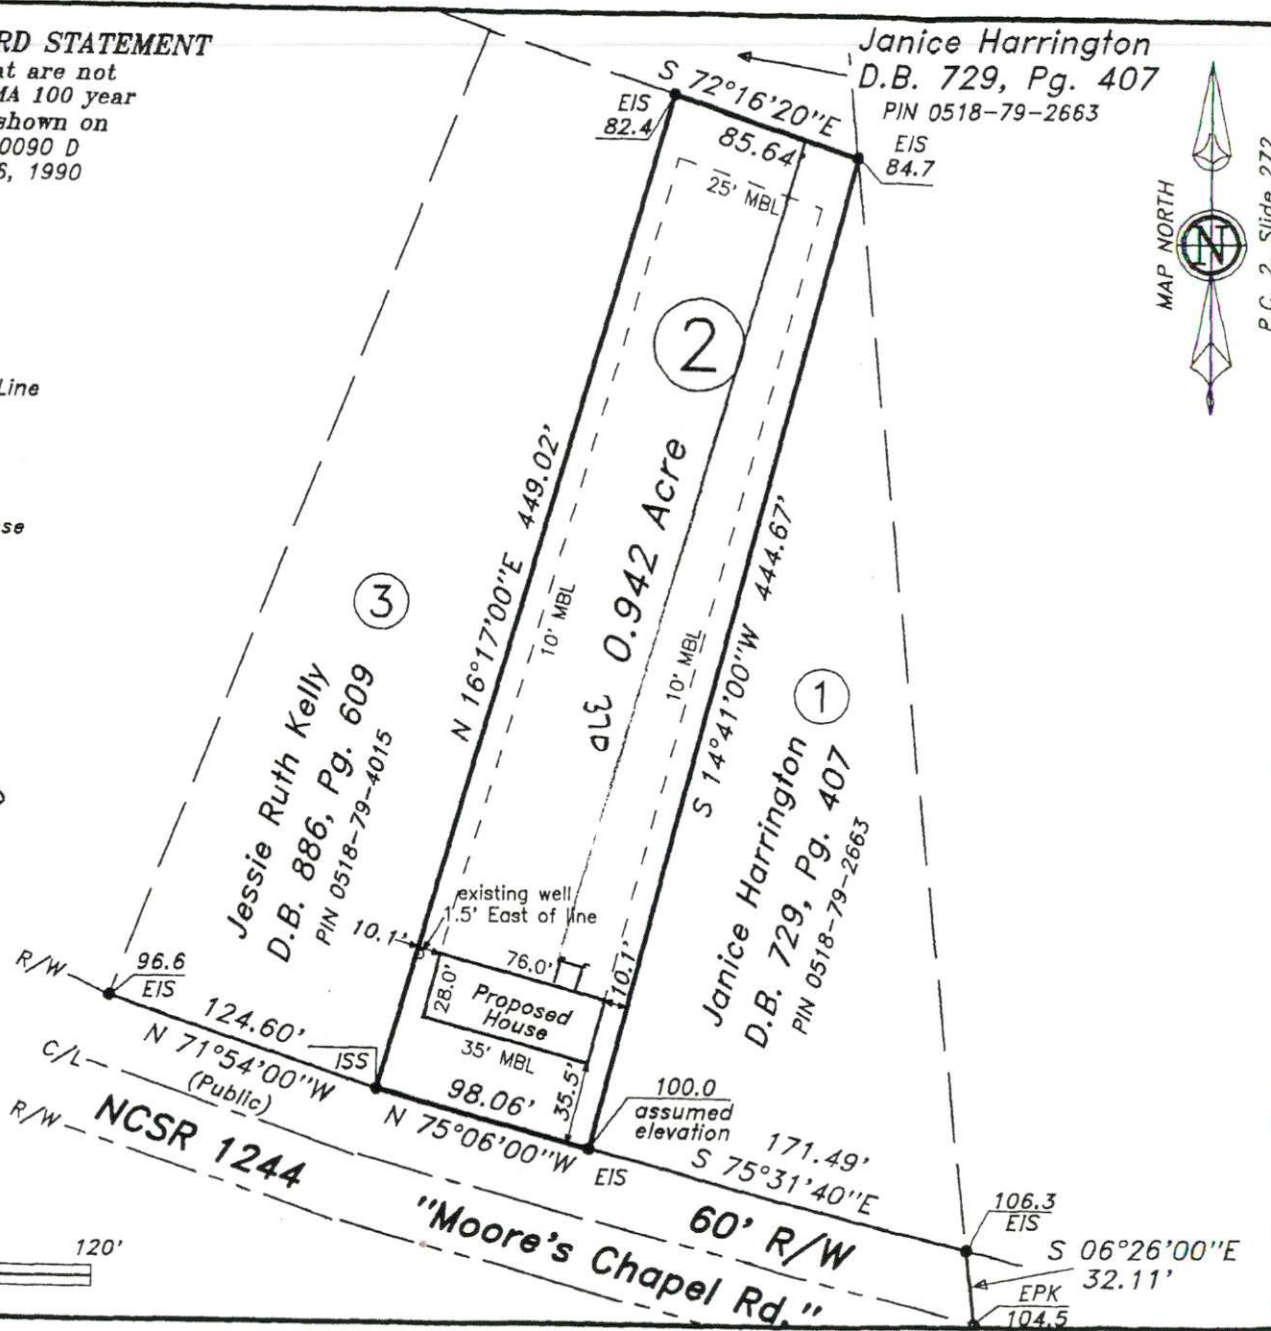 RD STATEMENT
at are not
MA 100 year
shown on
0090 D
6, 1990
Line
se
Janice Harrington
D.B. 729, Pg. 407
PIN 0518-79-2663
S 72°16'20"E
85.64'
EIS
82.4
EIS
84.7
25' MBL
MAP NORTH
N
P.C. 2, Slide 272
2
0.942 Acre
N 16°17'00"E 449.02'
10' MBL
10' MBL
S 14°41'00"W 444.67'
3
Jessie Ruth Kelly
D.B. 886, Pg. 609
PIN 0518-79-4015
1
Janice Harrington
D.B. 729, Pg. 407
PIN 0518-79-2663
existing well
1.5' East of line
10.1'
76.0'
10.1'
28.0'
Proposed
House
35' MBL
35.5'
R/W
96.6
EIS
124.60'
N 71°54'00"W
(Public)
ISS
98.06'
N 75°06'00"W
EIS
100.0
assumed
elevation
171.49'
S 75°31'40"E
C/L
R/W
NCSR 1244
"Moore's Chapel Rd."
60' R/W
106.3
EIS
S 06°26'00"E
32.11'
EPK
104.5
120'